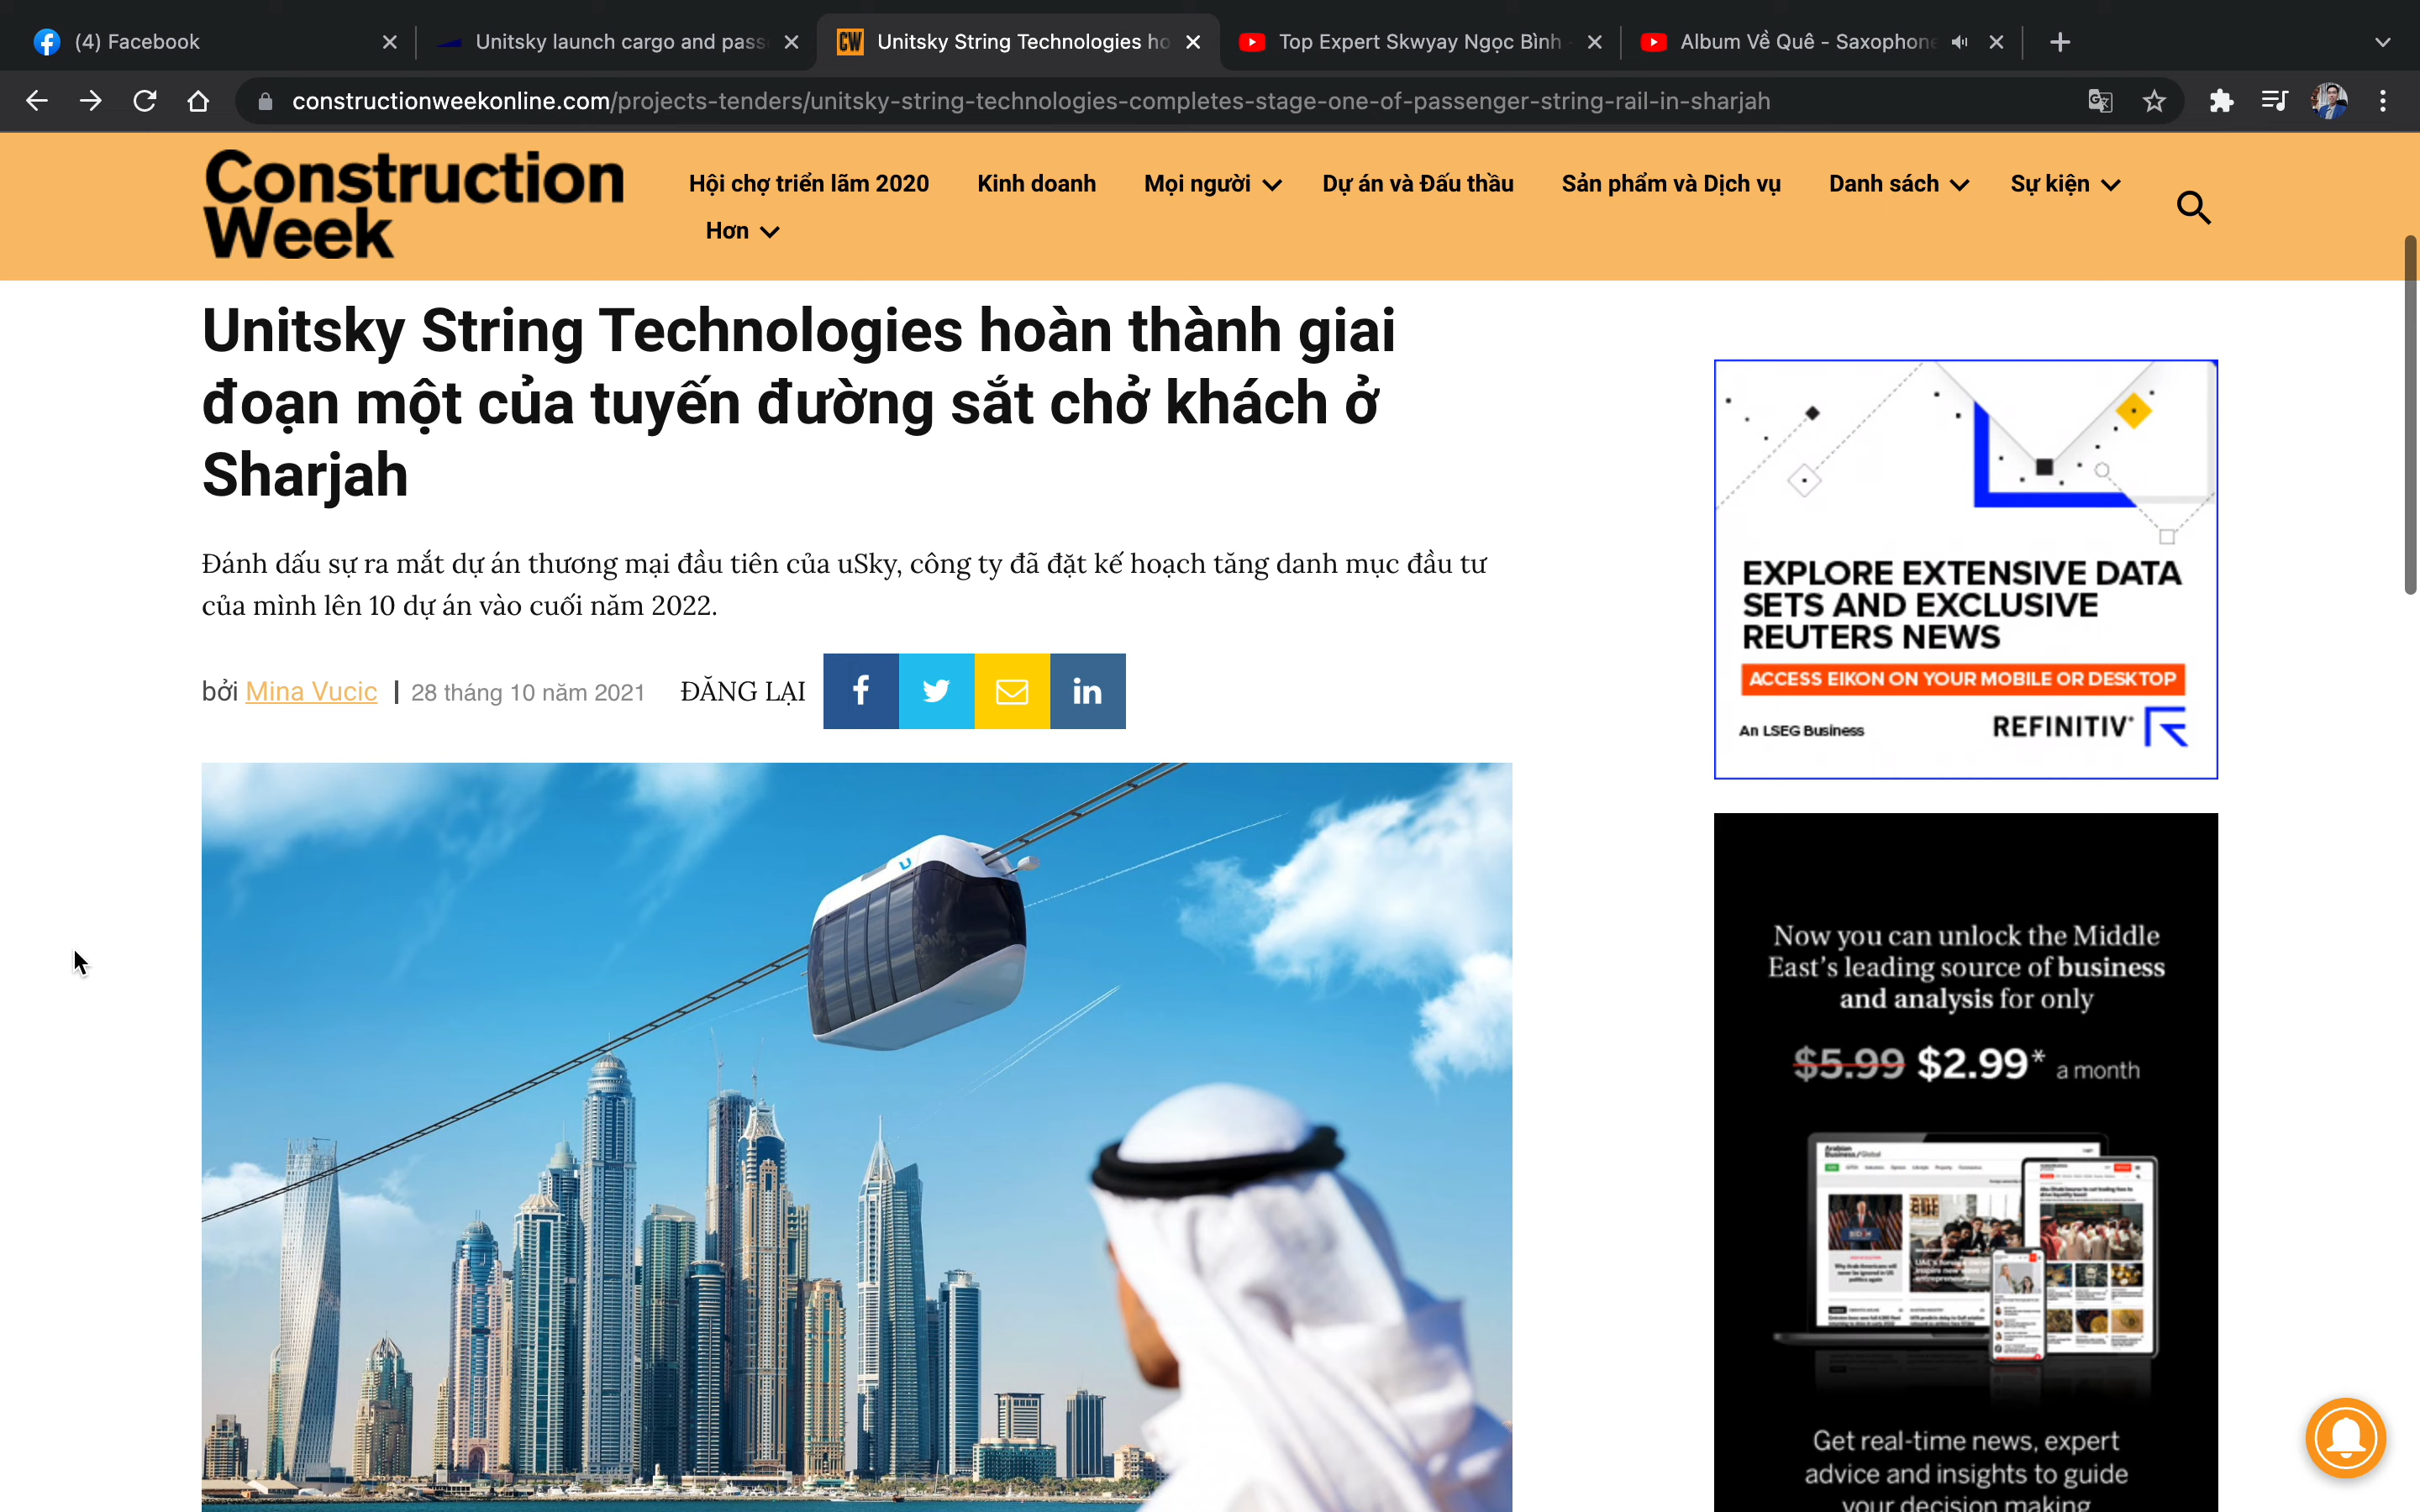 (4) Facebook
Unitsky launch cargo and pass
Unitsky String Technologies ho
Top Expert Skwyay Ngọc Bình
Album Về Quê - Saxophone
constructionweekonline.com/projects-tenders/unitsky-string-technologies-completes-stage-one-of-passenger-string-rail-in-sharjah
Construction
Week
Hội chợ triển lãm 2020
Kinh doanh
Mọi người
Dự án và Đấu thầu
Sản phẩm và Dịch vụ
Danh sách
Sự kiện
Hơn
Unitsky String Technologies hoàn thành giai
đoạn một của tuyến đường sắt chở khách ở
Sharjah
Đánh dấu sự ra mắt dự án thương mại đầu tiên của uSky, công ty đã đặt kế hoạch tăng danh mục đầu tư
của mình lên 10 dự án vào cuối năm 2022.
bởi Mina Vucic | 28 tháng 10 năm 2021 ĐĂNG LẠI
EXPLORE EXTENSIVE DATA
SETS AND EXCLUSIVE
REUTERS NEWS
ACCESS EIKON ON YOUR MOBILE OR DESKTOP
An LSEG Business
REFINITIV
Now you can unlock the Middle
East's leading source of business
and analysis for only
$5.99 $2.99* a month
Get real-time news, expert
advice and insights to guide
your decision making